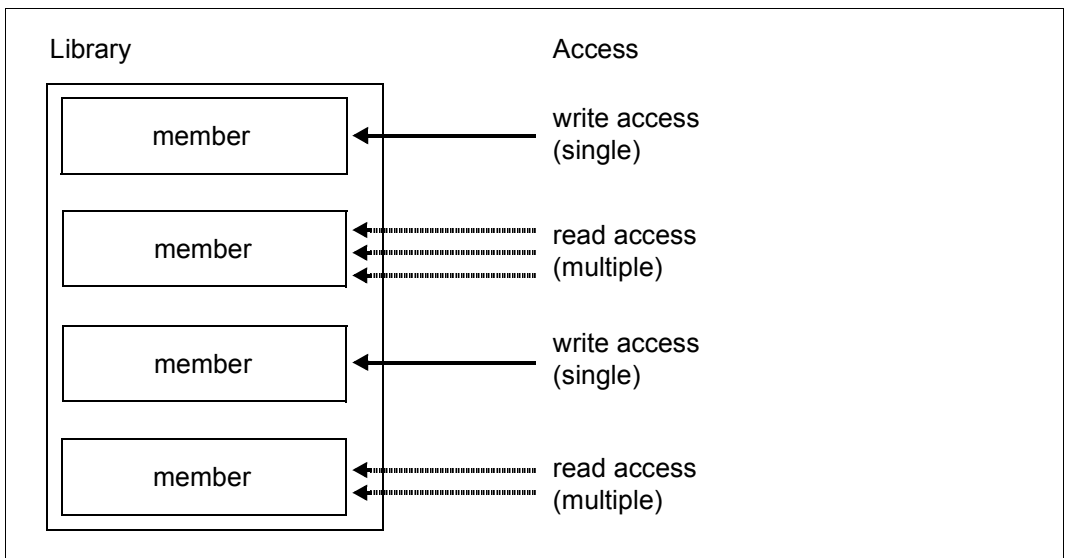 Library
Access
member
write access
(single)
member
read access
(multiple)
member
write access
(single)
member
read access
(multiple)